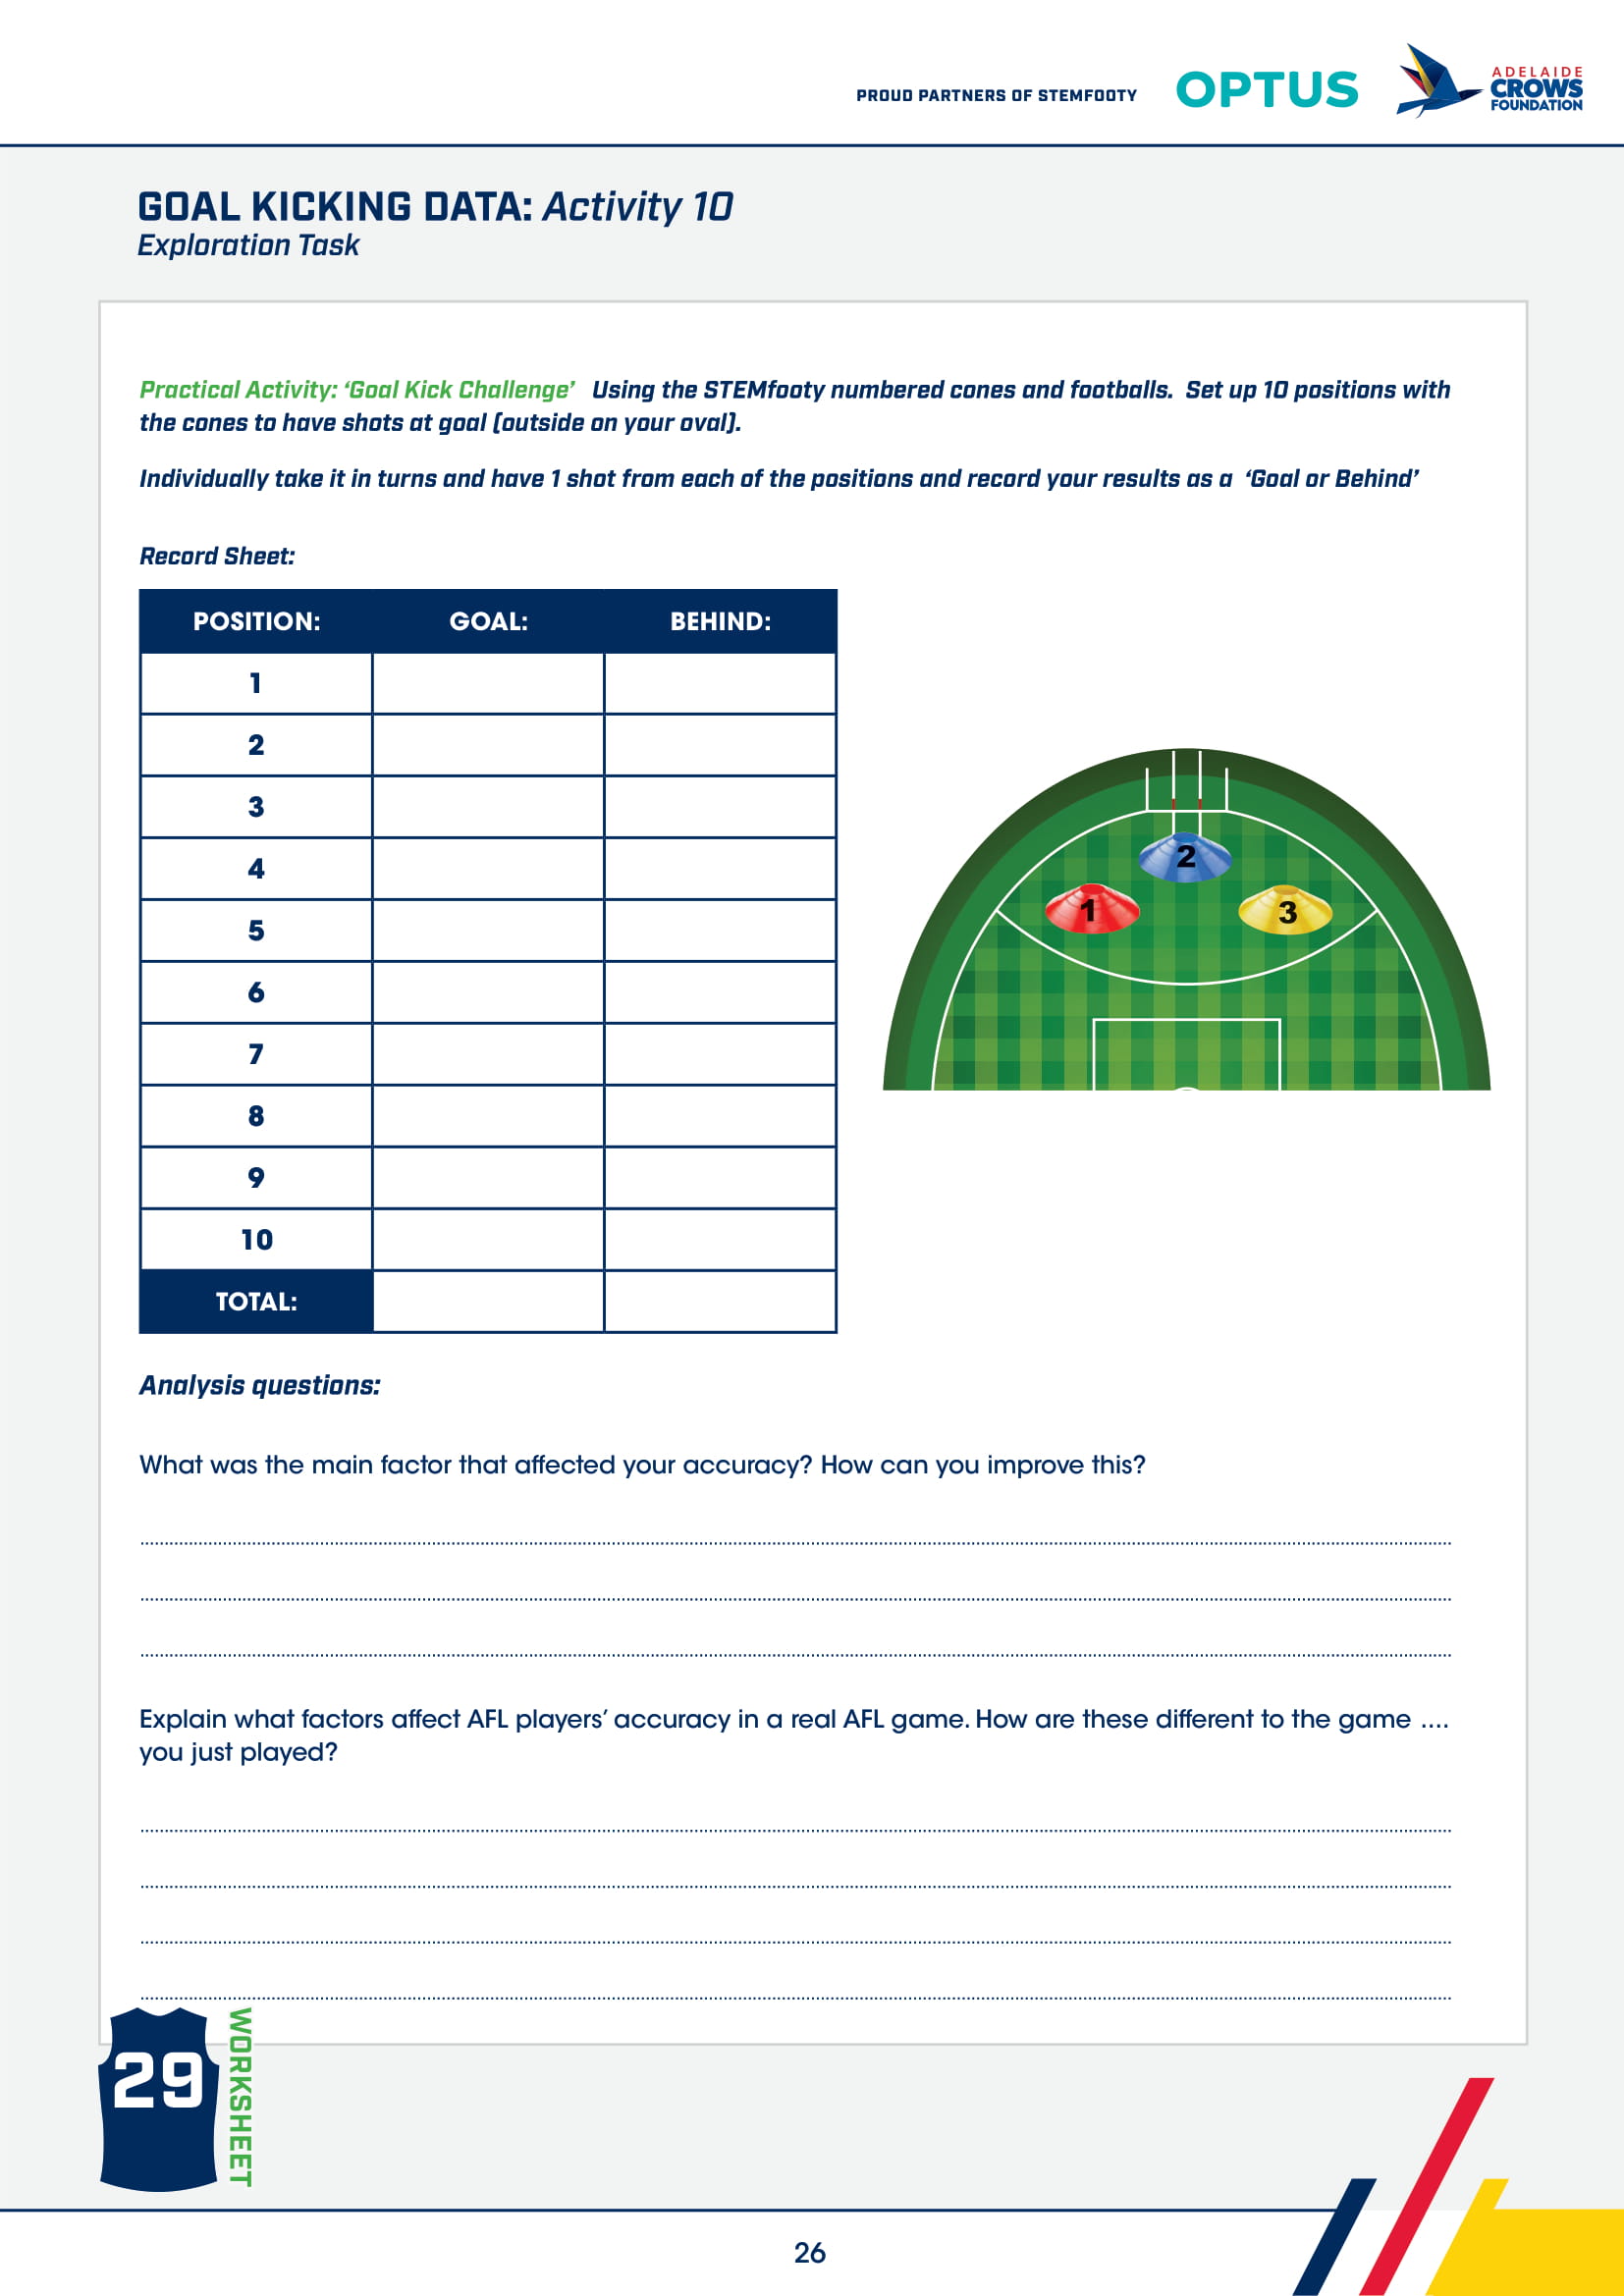 PROUD PARTNERS OF STEMFOOTY
OPTUS
ADELAIDE
CROWS
FOUNDATION
GOAL KICKING DATA: Activity 10
Exploration Task
Practical Activity: ‘Goal Kick Challenge’ Using the STEMfooty numbered cones and footballs. Set up 10 positions with
the cones to have shots at goal (outside on your oval).
Individually take it in turns and have 1 shot from each of the positions and record your results as a ‘Goal or Behind’
Record Sheet:
POSITION: GOAL: BEHIND:
1
2
3
4
5
6
7
8
9
10
TOTAL:
2
1
3
Analysis questions:
What was the main factor that affected your accuracy? How can you improve this?
Explain what factors affect AFL players’ accuracy in a real AFL game. How are these different to the game ....
you just played?
29
WORKSHEET
26